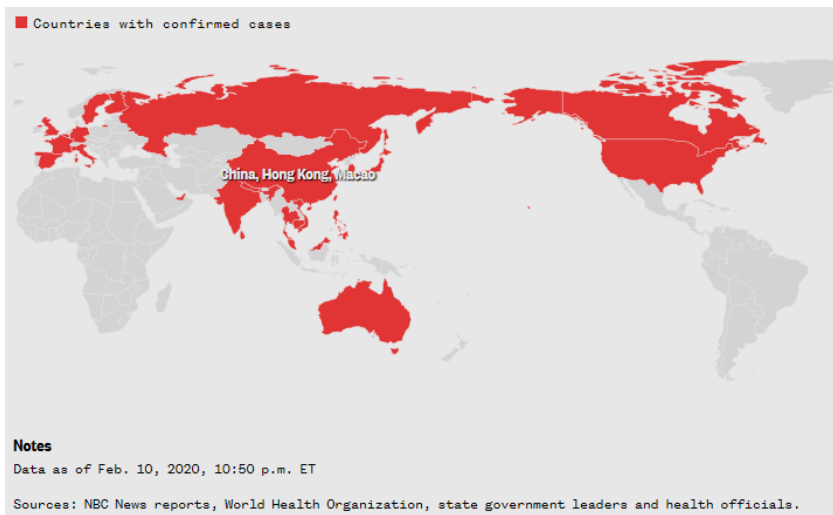 Countries with confirmed cases
China, Hong Kong, Macao
Notes
Data as of Feb. 10, 2020, 10:50 p.m. ET
Sources: NBC News reports, World Health Organization, state government leaders and health officials.